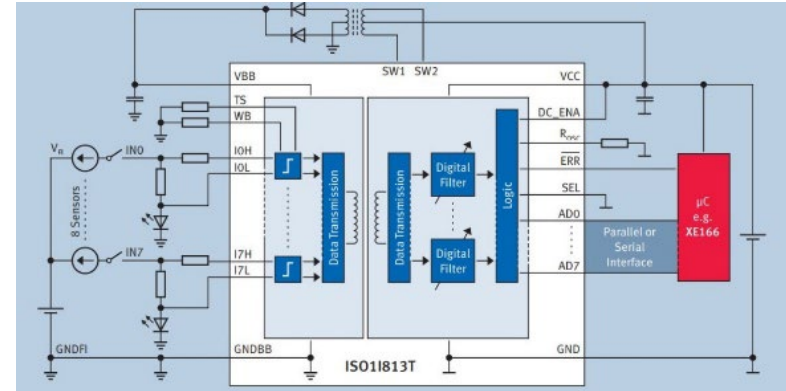 SW1 SW2
VBB
VCC
TS
WB
DC_ENA
ERR
SEL
AD0
AD7
V
IN0
I0H
I0L
8 Sensors
IN7
I7H
I7L
Data Transmission
Data Transmission
Digital
Filter
Digital
Filter
Logic
Parallel or
Serial
Interface
µC
e.g.
XE166
GNDFI
GNDBB
GND
ISO1I813T